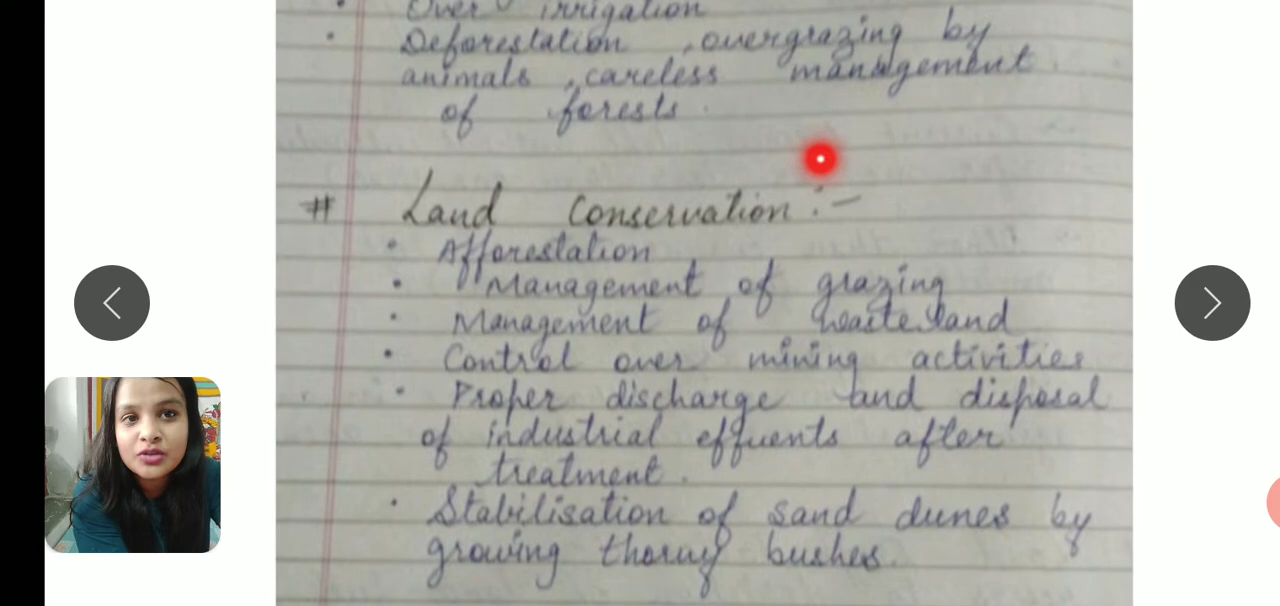 • Over irrigation
• Deforestation , overgrazing by
animals , careless management
of forests.
# Land Conservation :-
• Afforestation
• Management of grazing
• Management of waste land
• Control over mining activities
• Proper discharge and disposal
of industrial effuents after
treatment.
• Stabilisation of sand dunes by
growing thorny bushes.